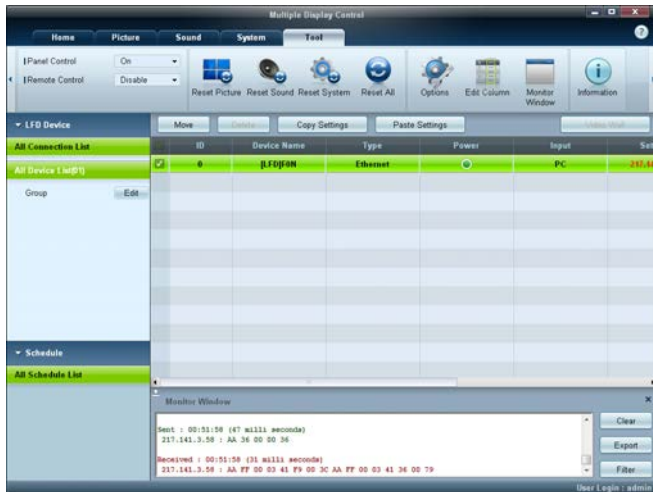 Multiple Display Control
Home Picture Sound System Tool
Panel Control On
Remote Control Disable
Reset Picture Reset Sound Reset System Reset All Options Edit Column Monitor Window Information
LFD Device Move Delete Copy Settings Paste Settings Video Wall
All Connection List ID Device Name Type Power Input Set
All Device List(01) 0 [LFD]F0N Ethernet PC 217.14
Group Edit
Schedule
All Schedule List
Monitor Window
Sent : 00:51:58 (47 milli seconds)
217.141.3.58 : AA 36 00 00 36
Received : 00:51:58 (31 milli seconds)
217.141.3.58 : AA FF 00 03 41 F9 00 3C AA FF 00 03 41 36 00 79
Clear
Export
Filter
User Login : admin